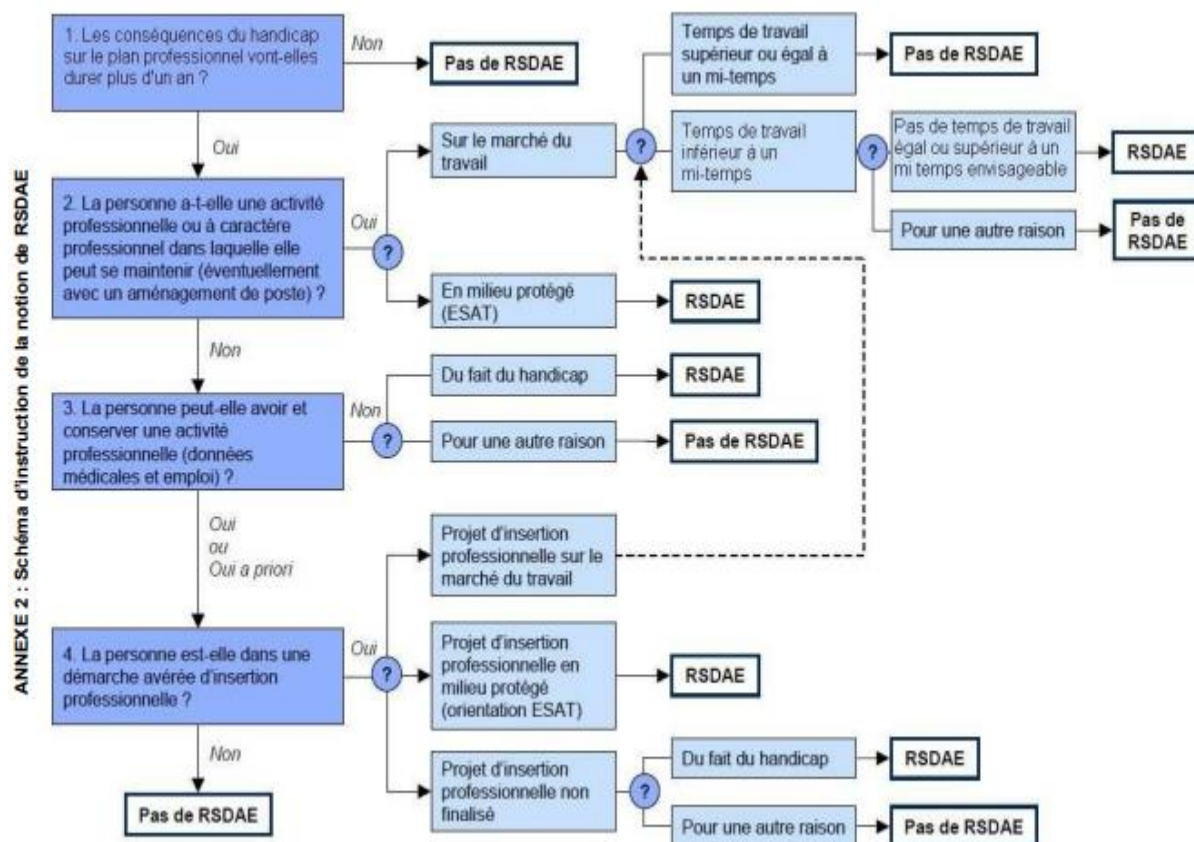 ANNEXE 2 : Schéma d'instruction de la notion de RSDAE
1. Les conséquences du handicap
sur le plan professionnel vont-elles
durer plus d'un an ?
Non
Pas de RSDAE
Oui
2. La personne a-t-elle une activité
professionnelle ou à caractère
professionnel dans laquelle elle
peut se maintenir (éventuellement
avec un aménagement de poste) ?
Oui
?
Sur le marché du
travail
?
Temps de travail
supérieur ou égal à
un mi-temps
Pas de RSDAE
Temps de travail
inférieur à un
mi-temps
?
Pas de temps de travail
égal ou supérieur à un
mi temps envisageable
RSDAE
Pour une autre raison
Pas de
RSDAE
En milieu protégé
(ESAT)
RSDAE
Non
3. La personne peut-elle avoir et
conserver une activité
professionnelle (données
médicales et emploi) ?
Non
?
Du fait du handicap
RSDAE
Pour une autre raison
Pas de RSDAE
Oui
ou
Oui a priori
4. La personne est-elle dans une
démarche avérée d'insertion
professionnelle ?
Oui
?
Projet d'insertion
professionnelle sur le
marché du travail
Projet d'insertion
professionnelle en
milieu protégé
(orientation ESAT)
RSDAE
Projet d'insertion
professionnelle non
finalisé
?
Du fait du handicap
RSDAE
Pour une autre raison
Pas de RSDAE
Non
Pas de RSDAE